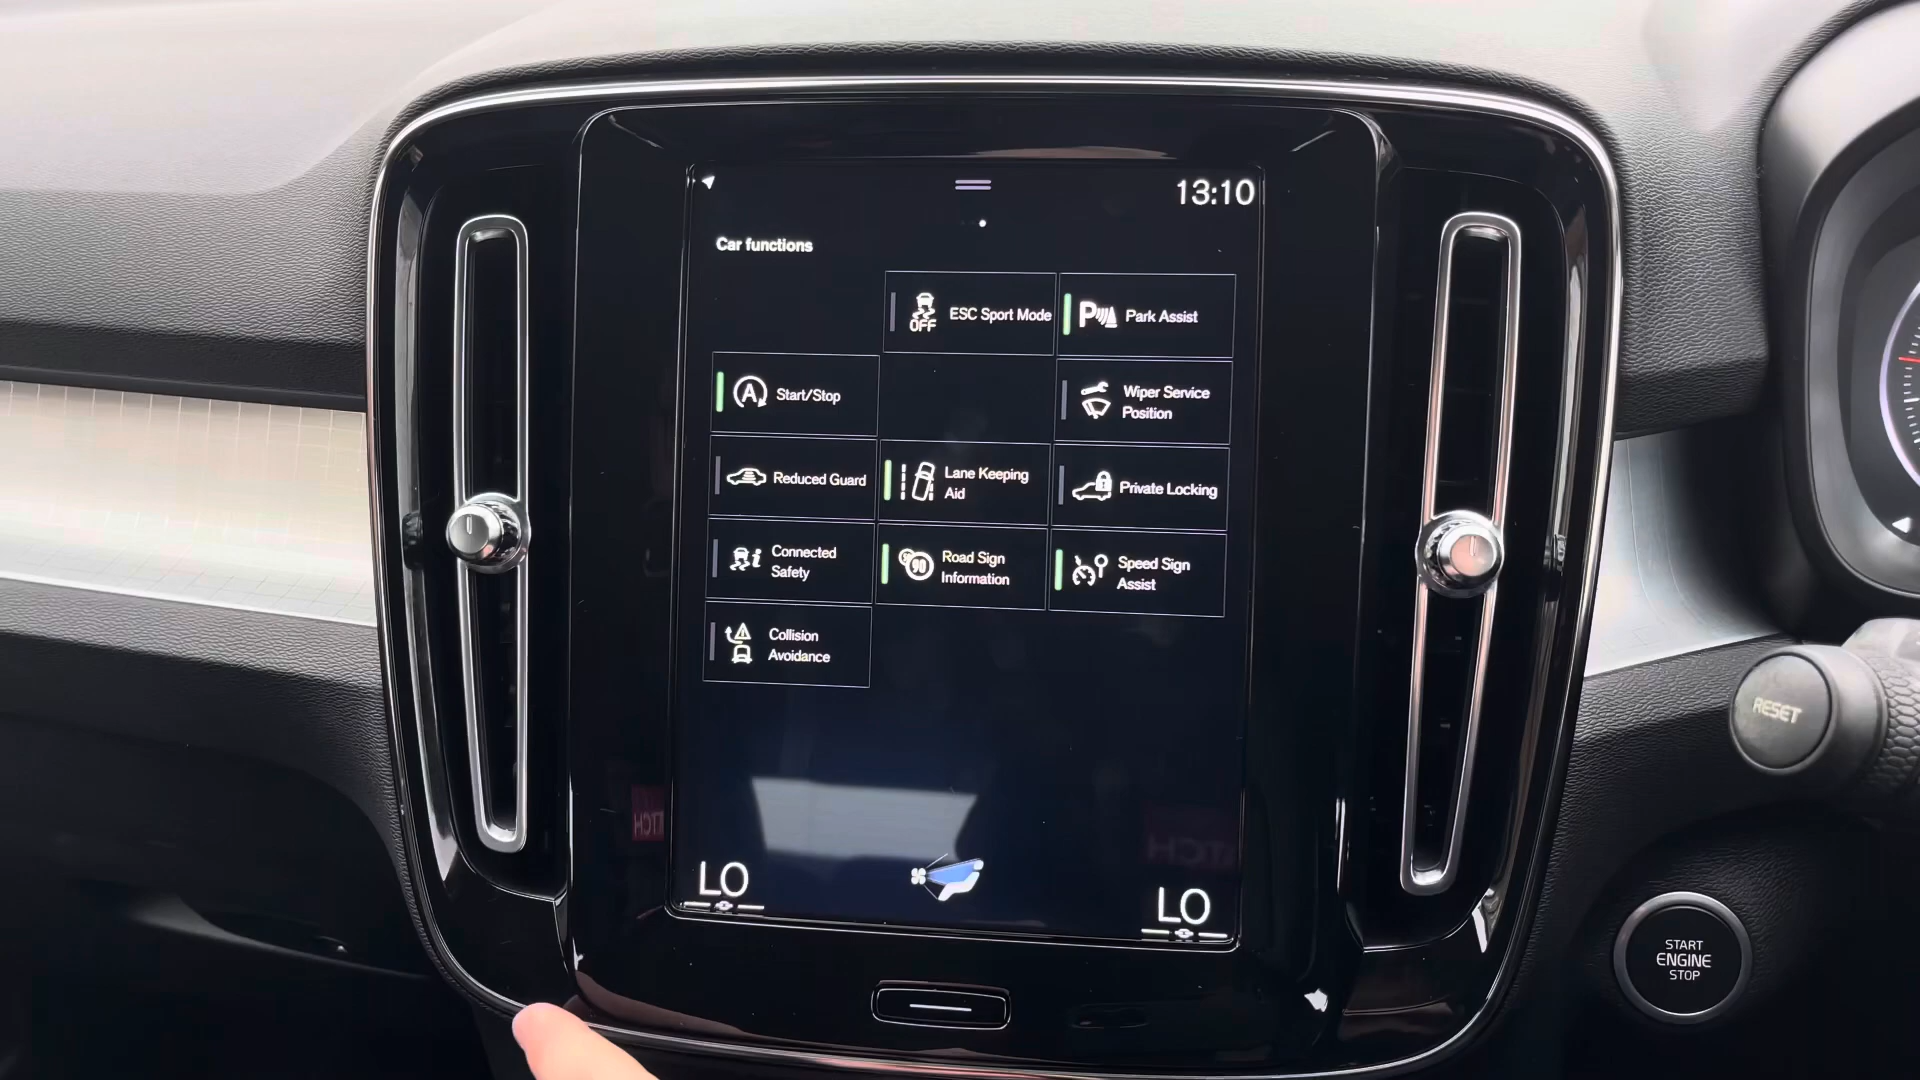 13:10
Car functions
OFF
ESC Sport Mode
P
Park Assist
A
Start/Stop
Wiper Service
Position
Reduced Guard
Lane Keeping
Aid
Private Locking
Connected
Safety
90
Road Sign
Information
Speed Sign
Assist
Collision
Avoidance
LO
LO
RESET
START
ENGINE
STOP